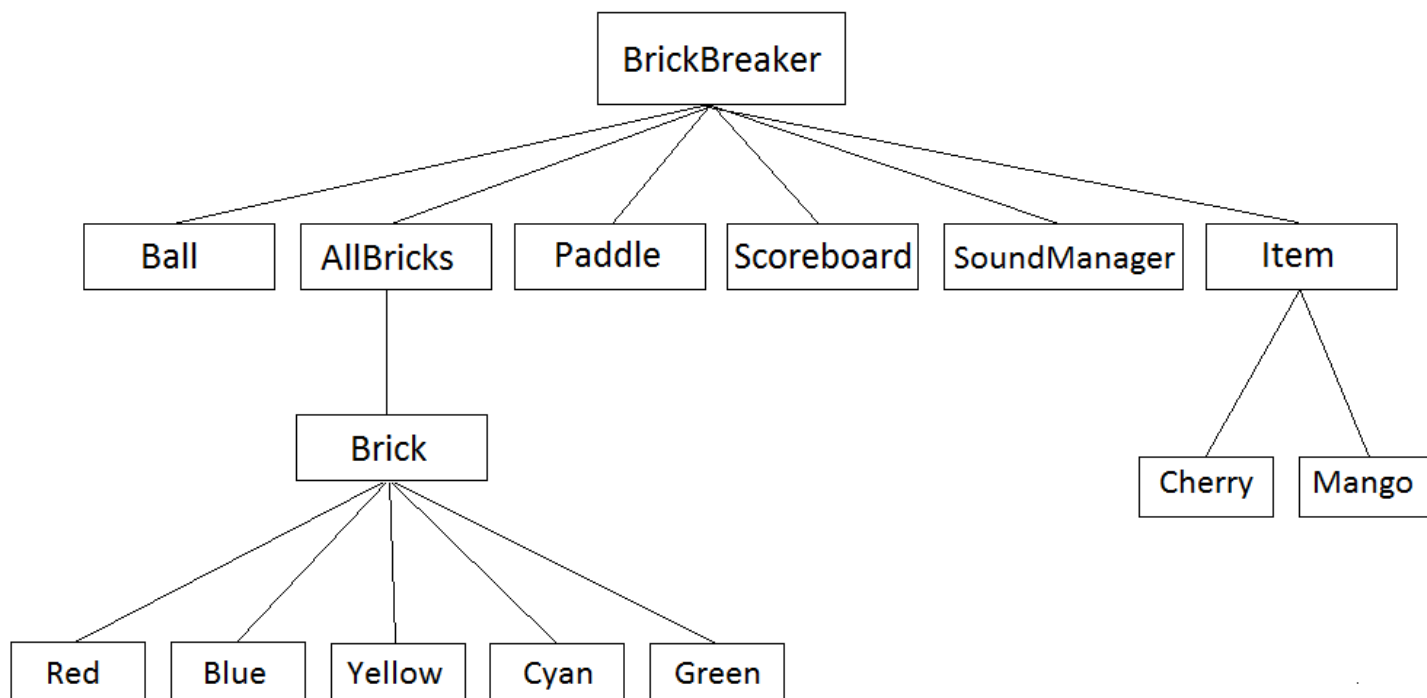 BrickBreaker
Ball
AllBricks
Paddle
Scoreboard
SoundManager
Item
Brick
Cherry
Mango
Red
Blue
Yellow
Cyan
Green